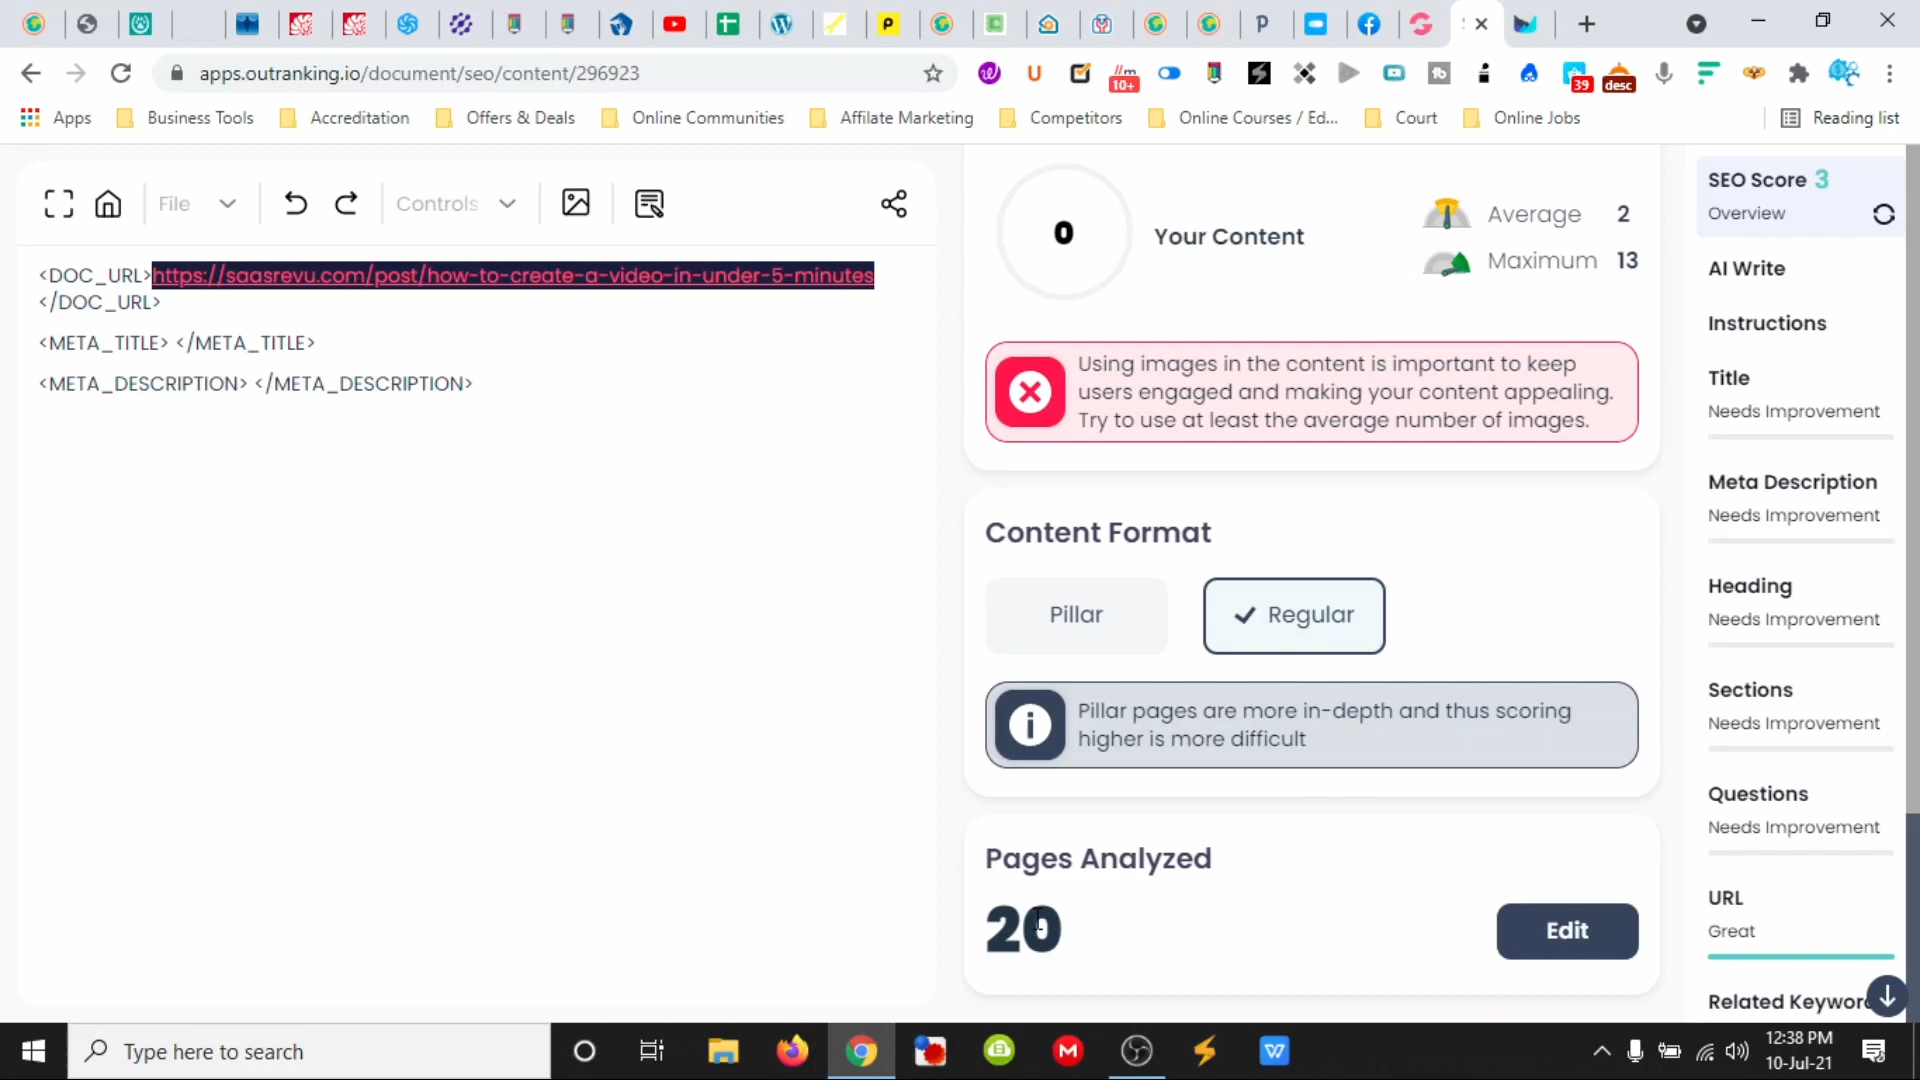 apps.outranking.io/document/seo/content/296923
10+
39
desc
Apps
Business Tools
Accreditation
Offers & Deals
Online Communities
Affilate Marketing
Competitors
Online Courses / Ed...
Court
Online Jobs
Reading list
File
Controls
<DOC_URL>https://saasrevu.com/post/how-to-create-a-video-in-under-5-minutes
</DOC_URL>
<META_TITLE> </META_TITLE>
<META_DESCRIPTION> </META_DESCRIPTION>
0
Your Content
Average 2
Maximum 13
Using images in the content is important to keep
users engaged and making your content appealing.
Try to use at least the average number of images.
Content Format
Pillar
Regular
Pillar pages are more in-depth and thus scoring
higher is more difficult
Pages Analyzed
20
Edit
SEO Score 3
Overview
AI Write
Instructions
Title
Needs Improvement
Meta Description
Needs Improvement
Heading
Needs Improvement
Sections
Needs Improvement
Questions
Needs Improvement
URL
Great
Related Keyword
Type here to search
12:38 PM
10-Jul-21